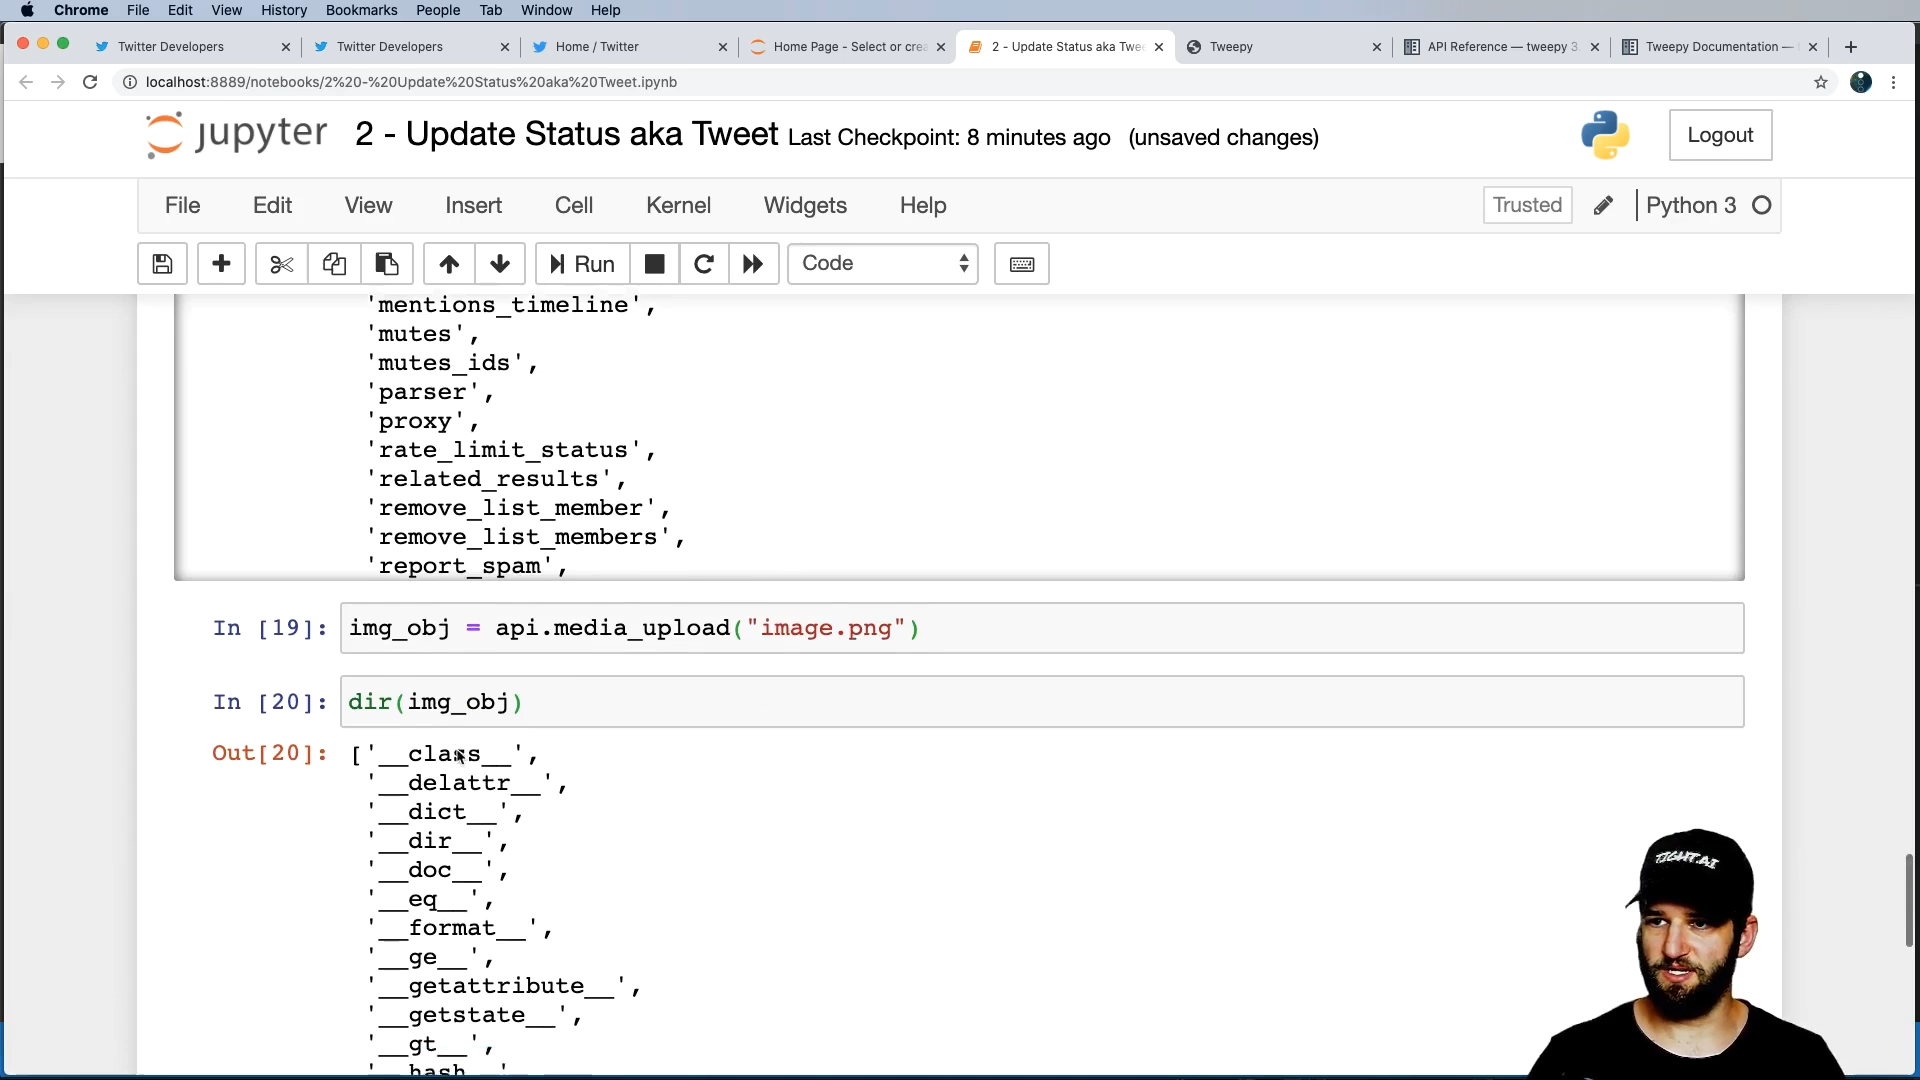 Chrome File Edit View History Bookmarks People Tab Window Help
Twitter Developers
Twitter Developers
Home / Twitter
Home Page - Select or crea
2 - Update Status aka Twee
Tweepy
API Reference — tweepy 3
Tweepy Documentation —
localhost:8889/notebooks/2%20-%20Update%20Status%20aka%20Tweet.ipynb
jupyter 2 - Update Status aka Tweet Last Checkpoint: 8 minutes ago (unsaved changes)
Logout
File Edit View Insert Cell Kernel Widgets Help
Trusted
Python 3
Run
Code
'mentions_timeline',
'mutes',
'mutes_ids',
'parser',
'proxy',
'rate_limit_status',
'related_results',
'remove_list_member',
'remove_list_members',
'report_spam',
In [19]: img_obj = api.media_upload("image.png")
In [20]: dir(img_obj)
Out[20]: ['__class__',
'__delattr__',
'__dict__',
'__dir__',
'__doc__',
'__eq__',
'__format__',
'__ge__',
'__getattribute__',
'__getstate__',
'__gt__',
'__hash__',
TIGHT.AI